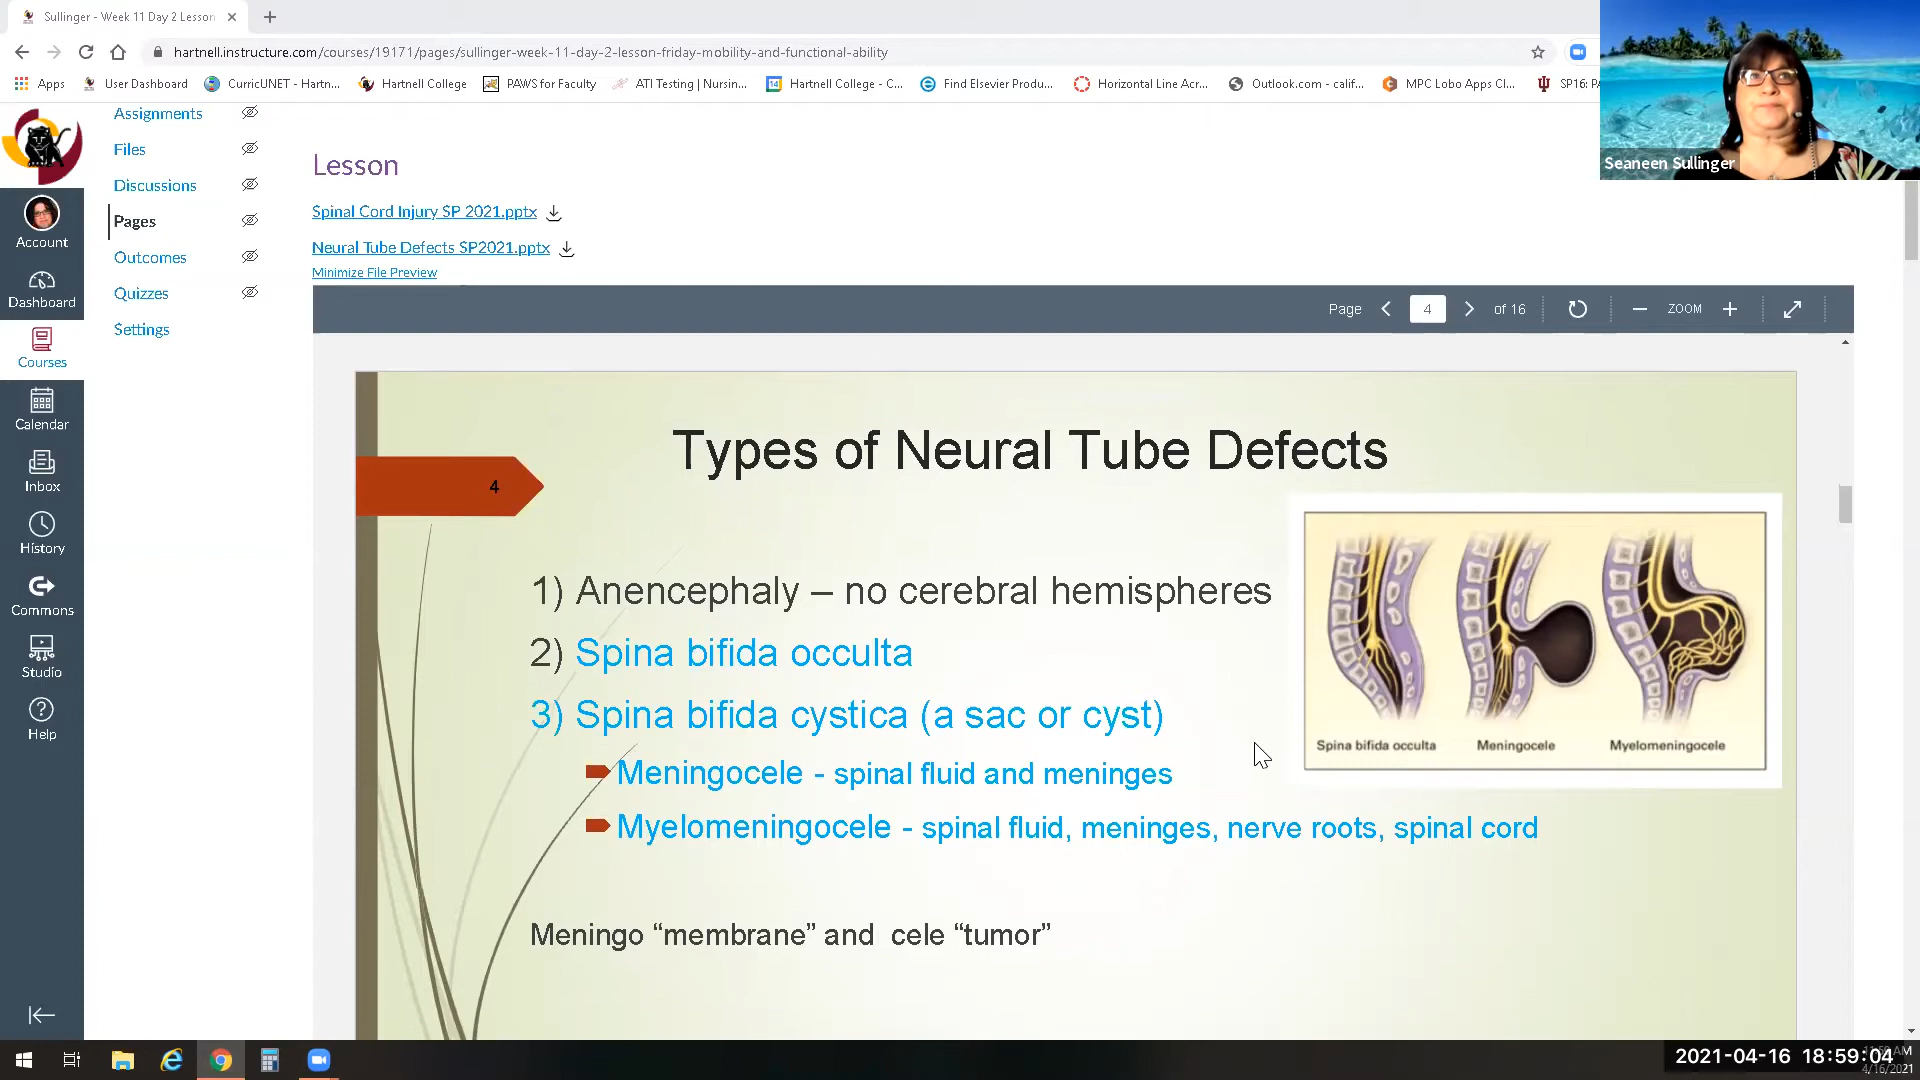 Sullinger - Week 11 Day 2 Lesson
hartnell.instructure.com/courses/19171/pages/sullinger-week-11-day-2-lesson-friday-mobility-and-functional-ability
Apps User Dashboard CurricUNET - Hartn... Hartnell College PAWS for Faculty ATI Testing | Nursin... Hartnell College - C... Find Elsevier Produ... Horizontal Line Acr... Outlook.com - calif... MPC Lobo Apps Cl... SP16:
Seaneen Sullinger
Account
Dashboard
Courses
Calendar
Inbox
History
Commons
Studio
Help
Assignments
Files
Discussions
Pages
Outcomes
Quizzes
Settings
Lesson
Spinal Cord Injury SP 2021.pptx
Neural Tube Defects SP2021.pptx
Minimize File Preview
Page 4 of 16 ZOOM
Types of Neural Tube Defects
4
1) Anencephaly – no cerebral hemispheres
2) Spina bifida occulta
3) Spina bifida cystica (a sac or cyst)
Meningocele - spinal fluid and meninges
Myelomeningocele - spinal fluid, meninges, nerve roots, spinal cord
Meningo “membrane” and cele “tumor”
Spina bifida occulta Meningocele Myelomeningocele
2021-04-16 18:59:04
4/16/2021